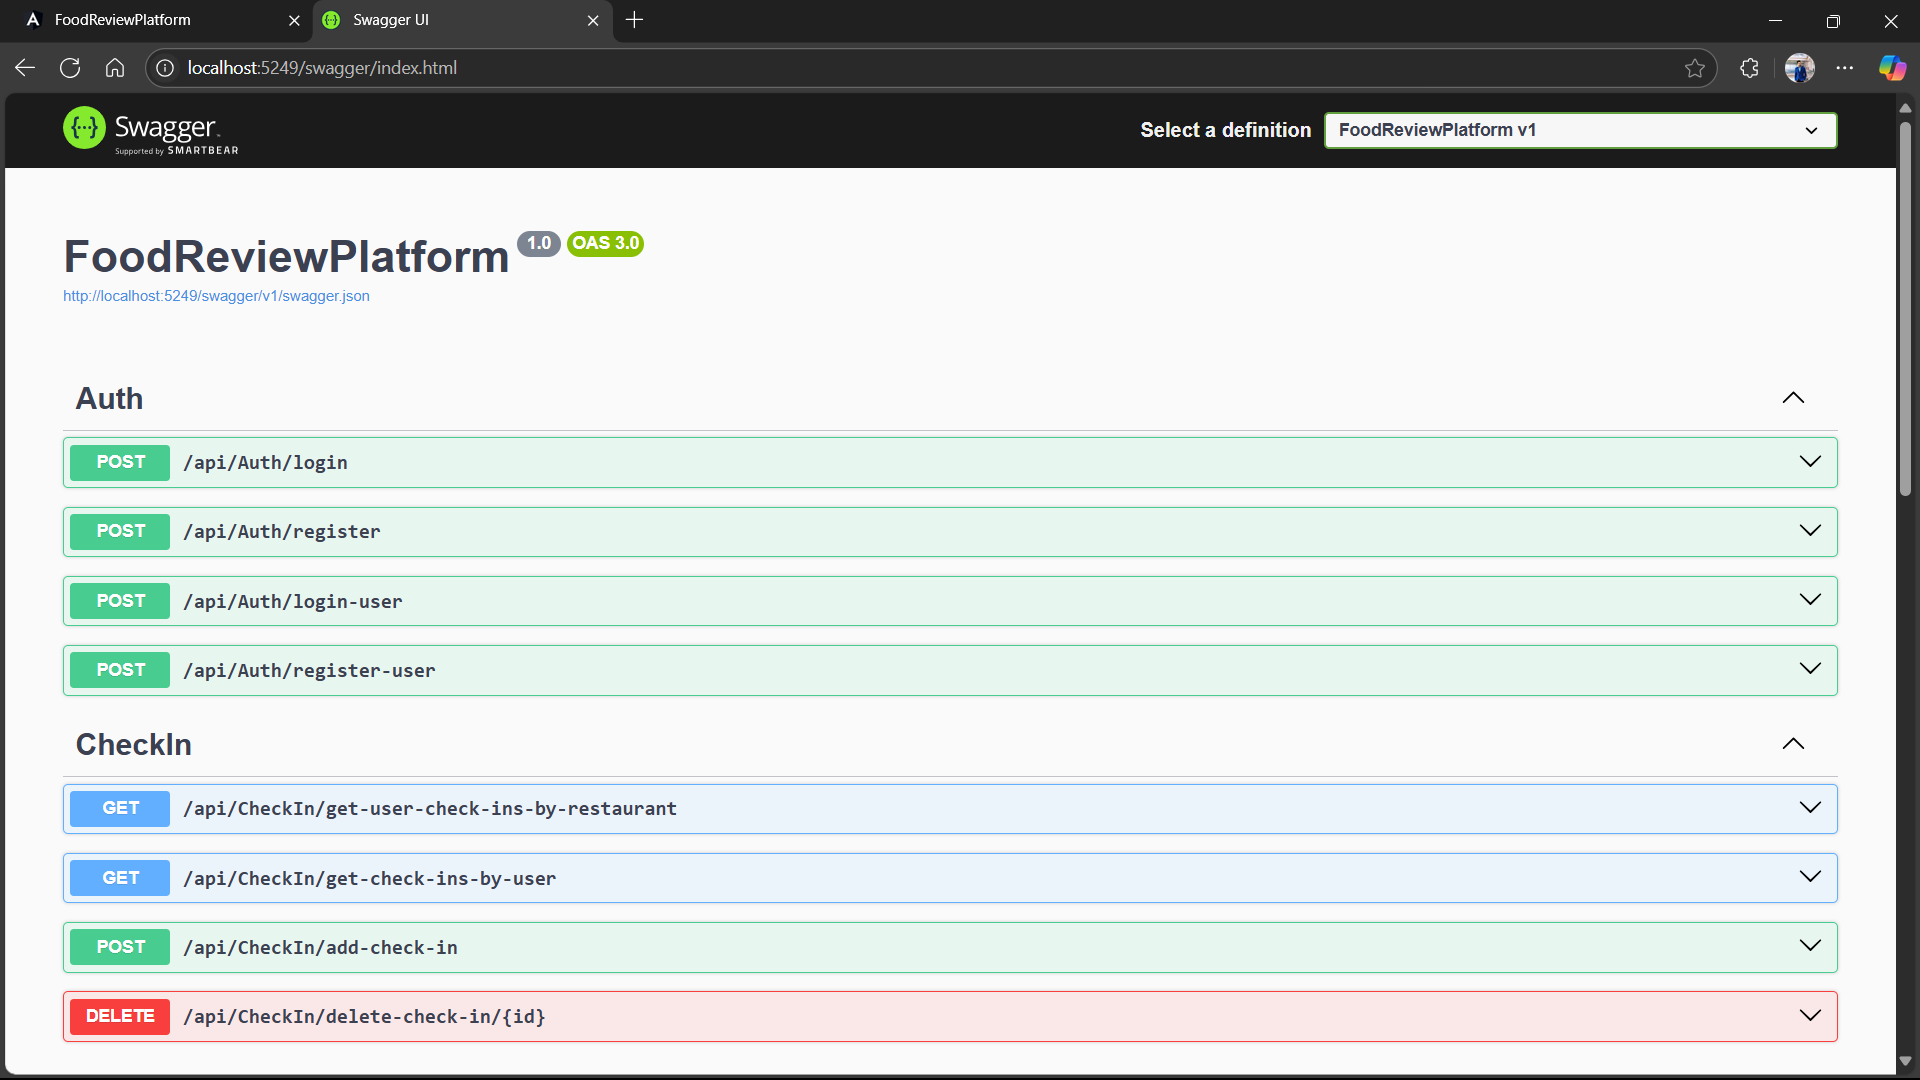 FoodReviewPlatform
Swagger UI
localhost:5249/swagger/index.html
Swagger.
Supported by SMARTBEAR
Select a definition
FoodReviewPlatform v1
FoodReviewPlatform 1.0 OAS 3.0
http://localhost:5249/swagger/v1/swagger.json
Auth
POST /api/Auth/login
POST /api/Auth/register
POST /api/Auth/login-user
POST /api/Auth/register-user
CheckIn
GET /api/CheckIn/get-user-check-ins-by-restaurant
GET /api/CheckIn/get-check-ins-by-user
POST /api/CheckIn/add-check-in
DELETE /api/CheckIn/delete-check-in/{id}